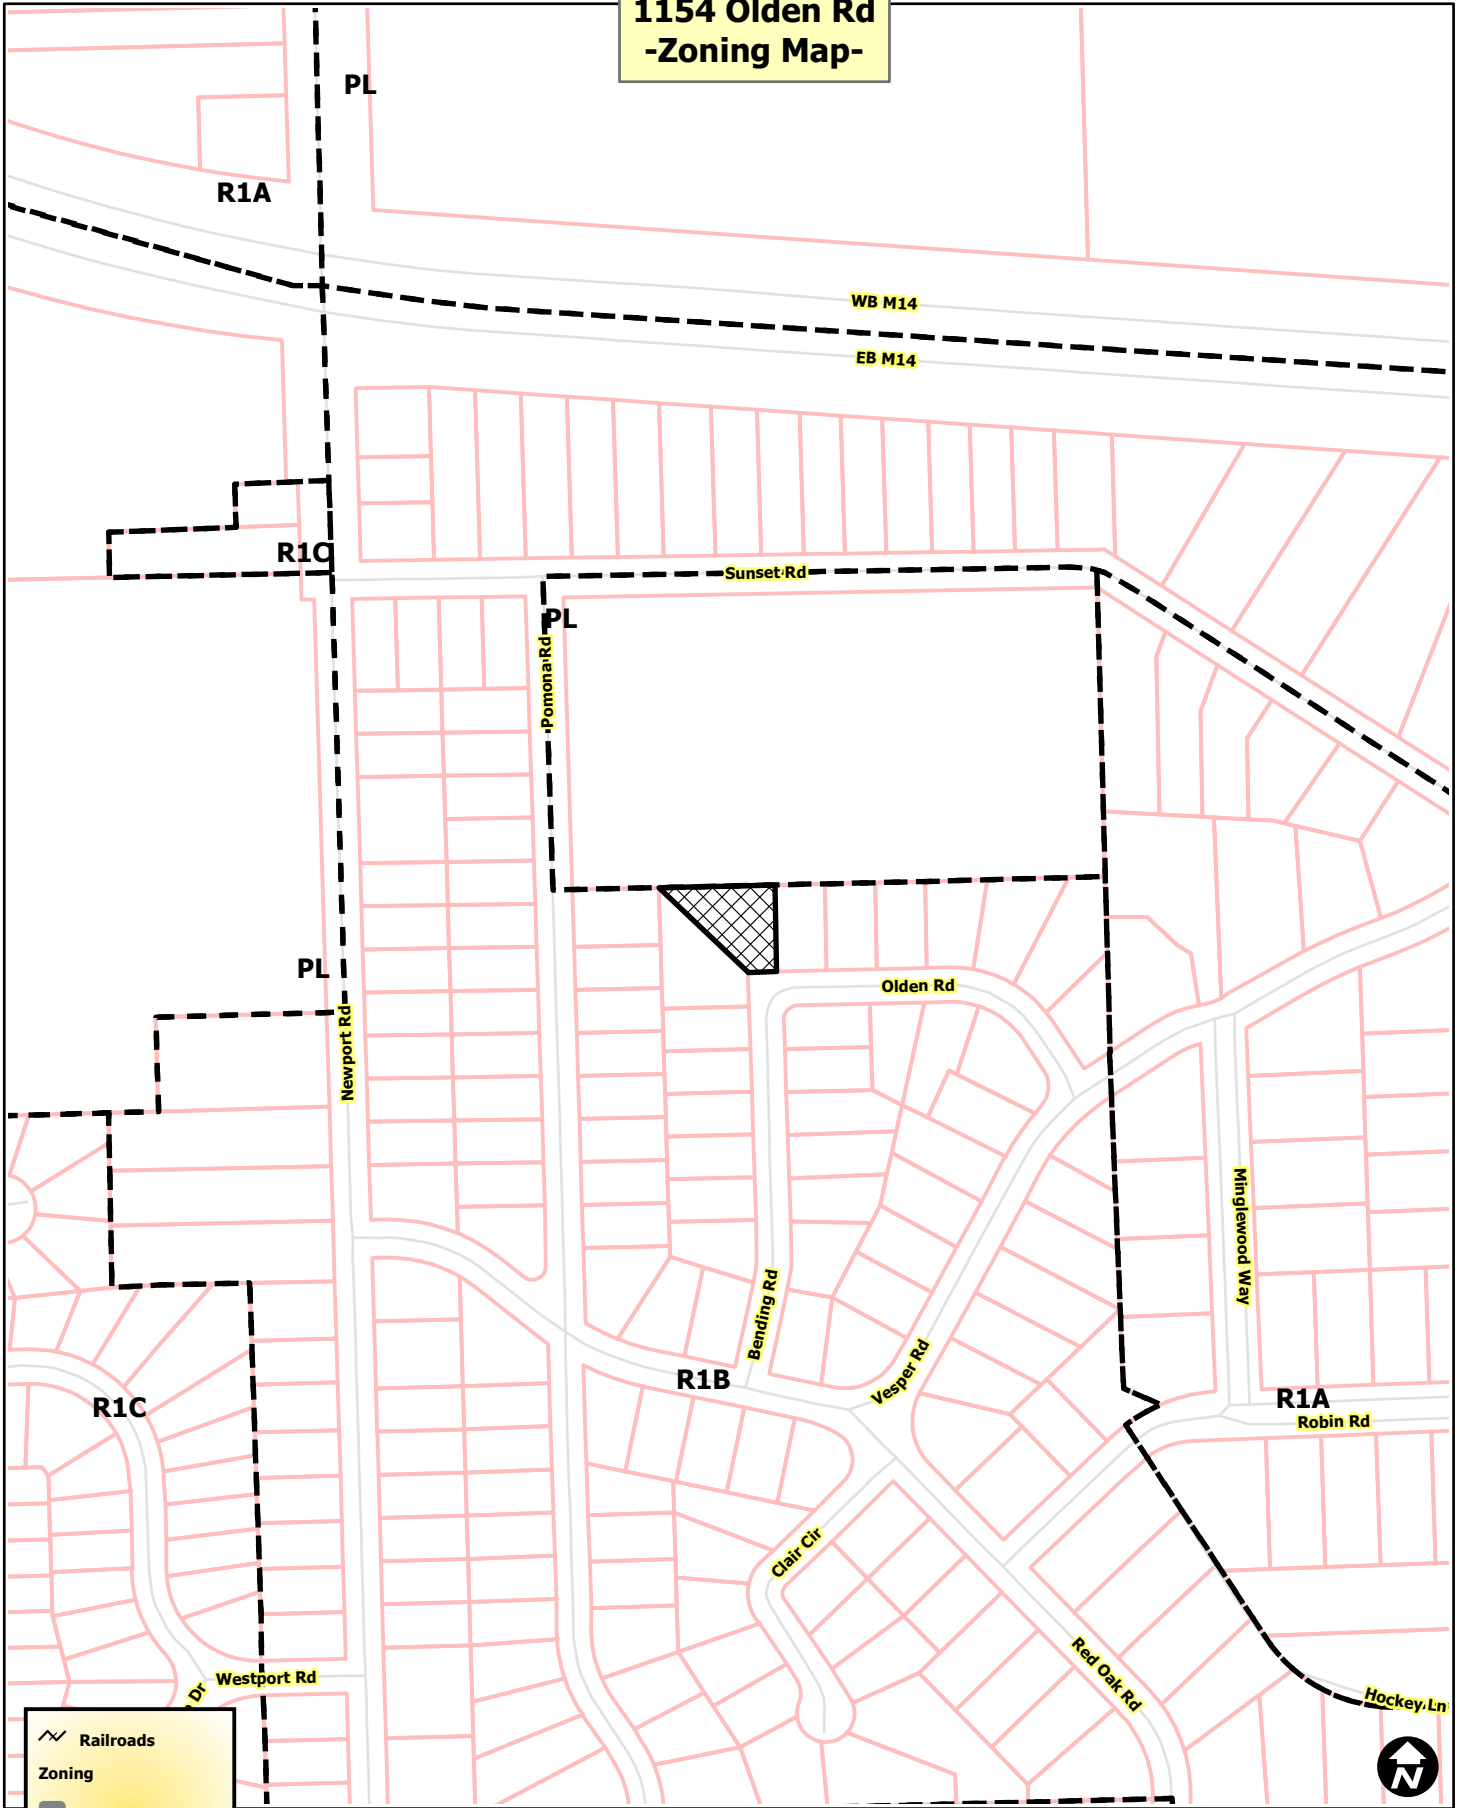 1154 Olden Rd
-Zoning Map-
PL
R1A
WB M14
EB M14
R1C
Sunset Rd
PL
Pomona Rd
PL
Olden Rd
Newport Rd
Minglewood Way
Bending Rd
Vesper Rd
R1B
R1C
R1A
Robin Rd
Clair Cir
Red Oak Rd
Westport Rd
Dr
Hockey Ln
Railroads
Zoning
N